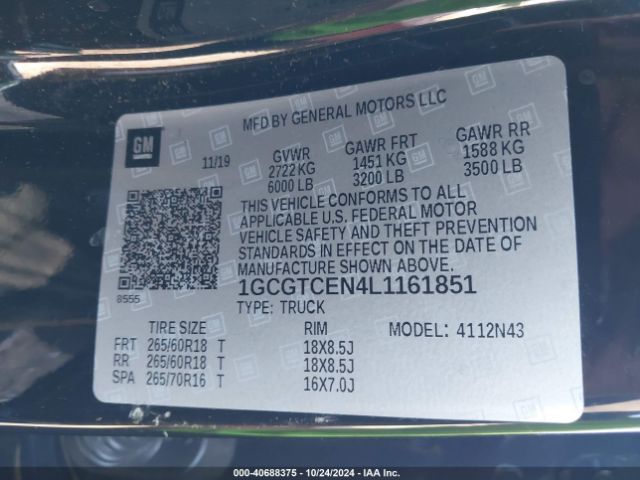 MFD BY GENERAL MOTORS LLC
GM
11/19
GVWR GAWR FRT GAWR RR
2722 KG 1451 KG 1588 KG
6000 LB 3200 LB 3500 LB
THIS VEHICLE CONFORMS TO ALL
APPLICABLE U.S. FEDERAL MOTOR
VEHICLE SAFETY AND THEFT PREVENTION
STANDARDS IN EFFECT ON THE DATE OF
MANUFACTURE SHOWN ABOVE.
8555
1GCGTCEN4L1161851
TYPE: TRUCK
TIRE SIZE RIM MODEL: 4112N43
FRT 265/60R18 T 18X8.5J
RR 265/60R18 T 18X8.5J
SPA 265/70R16 T 16X7.0J
000-40688375 - 10/24/2024 - IAA Inc.